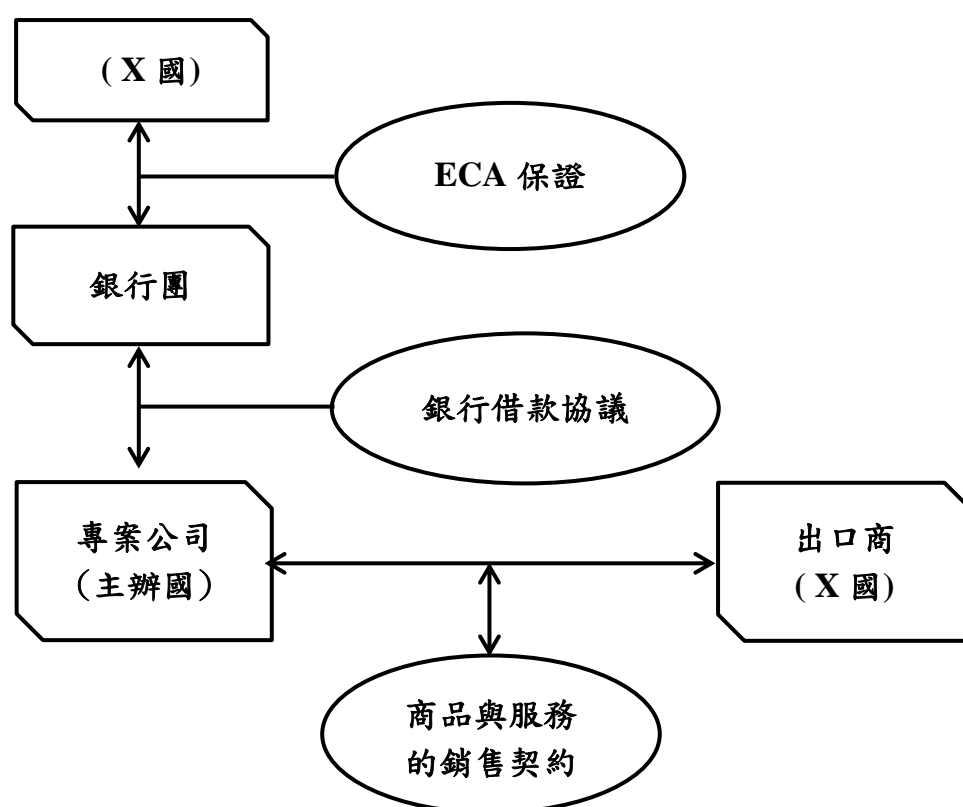 ( X 國)
ECA 保證
銀行團
銀行借款協議
專案公司
(主辦國)
出口商
( X 國)
商品與服務
的銷售契約